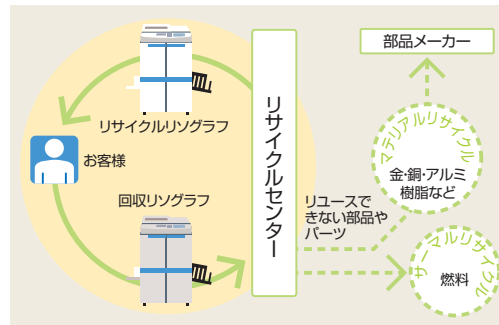 リサイクルリソグラフ
お客様
回収リソグラフ
リサイクルセンター
リユースで
きない部品や
パーツ
部品メーカー
マテリアルリサイクル
金・銅・アルミ
樹脂など
サーマルリサイクル
燃料